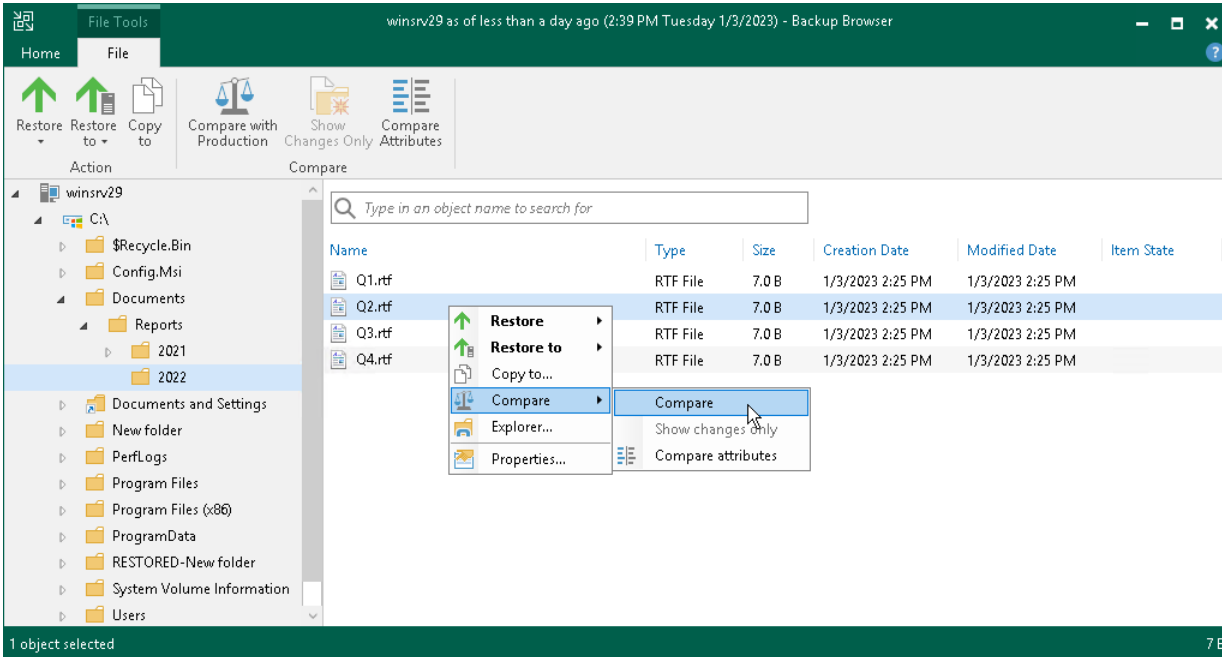 File Tools
winsrv29 as of less than a day ago (2:39 PM Tuesday 1/3/2023) - Backup Browser
Home File
?
Restore Restore to Copy to Compare with Production Show Changes Only Compare Attributes
Action Compare
winsrv29
C:\
$Recycle.Bin
Config.Msi
Documents
Reports
2021
2022
Documents and Settings
New folder
PerfLogs
Program Files
Program Files (x86)
ProgramData
RESTORED-New folder
System Volume Information
Users
Type in an object name to search for
Name Type Size Creation Date Modified Date Item State
Q1.rtf RTF File 7.0 B 1/3/2023 2:25 PM 1/3/2023 2:25 PM
Q2.rtf RTF File 7.0 B 1/3/2023 2:25 PM 1/3/2023 2:25 PM
Q3.rtf RTF File 7.0 B 1/3/2023 2:25 PM 1/3/2023 2:25 PM
Q4.rtf RTF File 7.0 B 1/3/2023 2:25 PM 1/3/2023 2:25 PM
Restore
Restore to
Copy to...
Compare
Explorer...
Properties...
Compare
Show changes only
Compare attributes
1 object selected 7 B